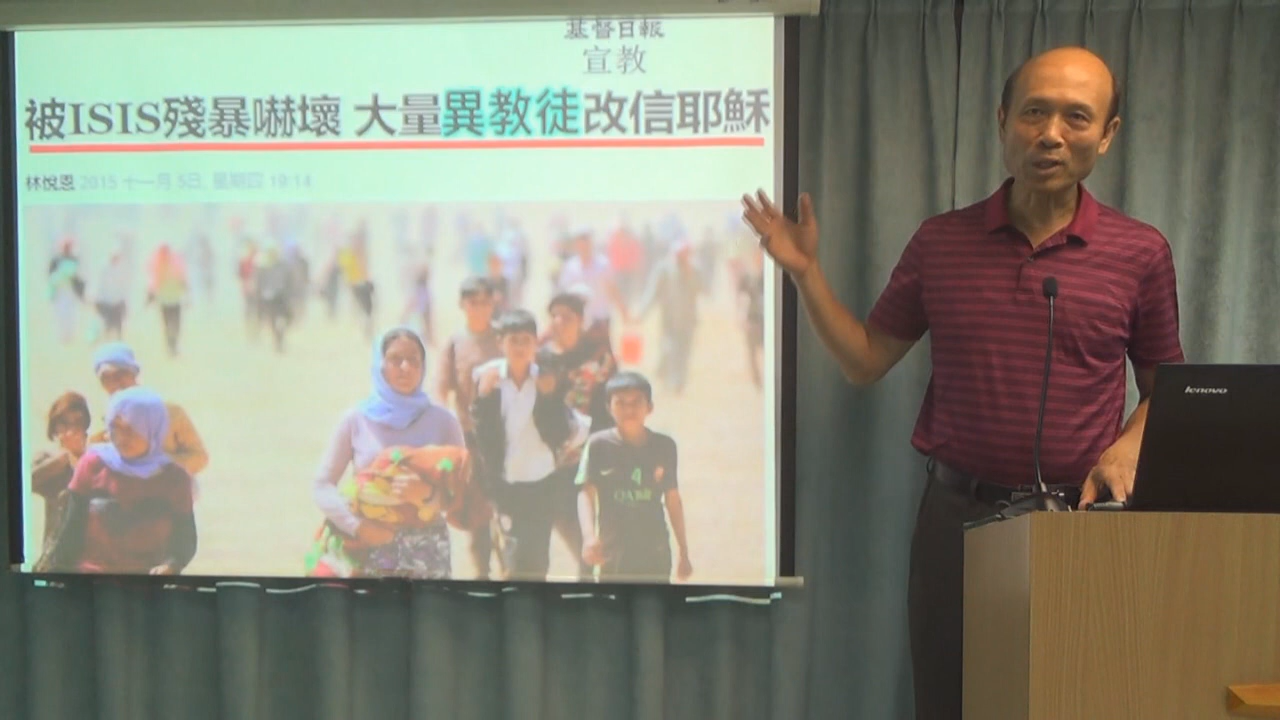 基督日報
宣教
被ISIS殘暴嚇壞 大量異教徒改信耶穌
林悅恩 2015 十一月 5日, 星期四 19:14
4
lenovo